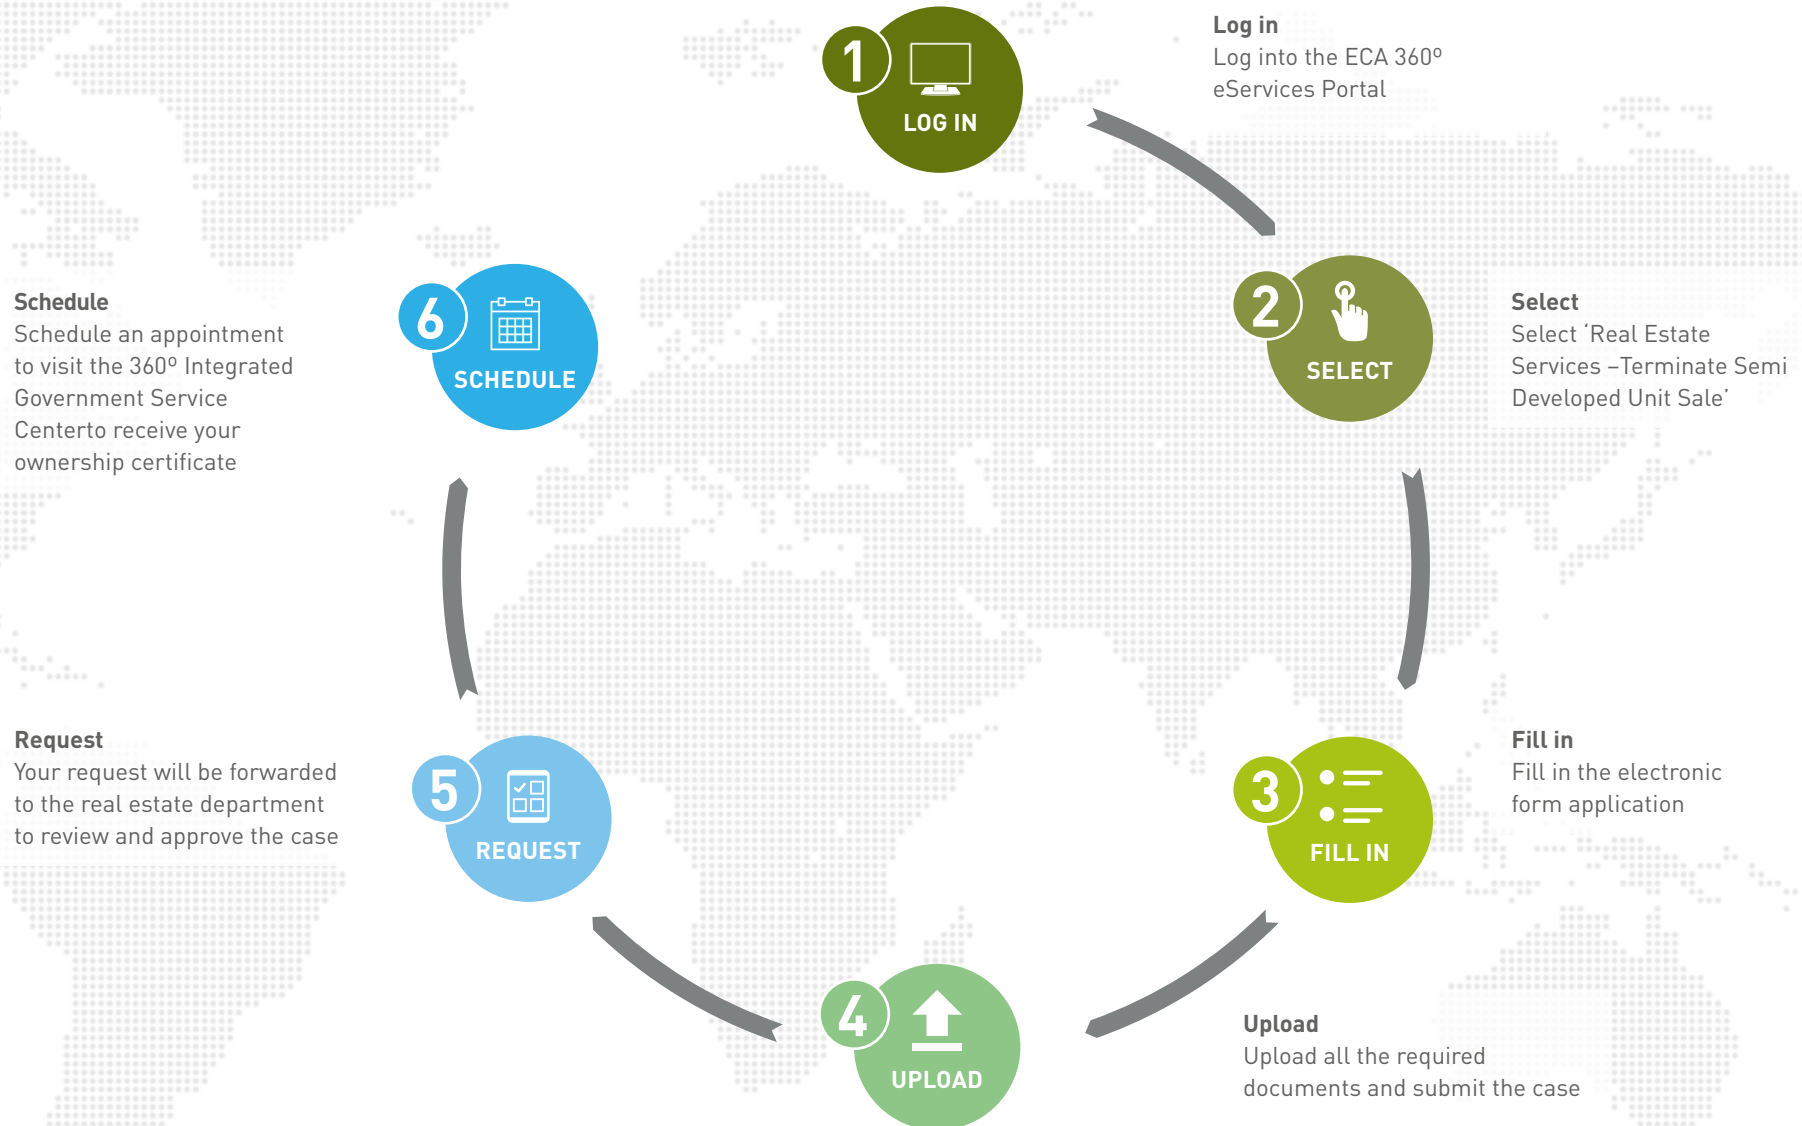 1
LOG IN
Log in
Log into the ECA 360º
eServices Portal
2
SELECT
Select
Select ‘Real Estate
Services –Terminate Semi
Developed Unit Sale’
3
FILL IN
Fill in
Fill in the electronic
form application
4
UPLOAD
Upload
Upload all the required
documents and submit the case
5
REQUEST
Request
Your request will be forwarded
to the real estate department
to review and approve the case
6
SCHEDULE
Schedule
Schedule an appointment
to visit the 360º Integrated
Government Service
Centerto receive your
ownership certificate